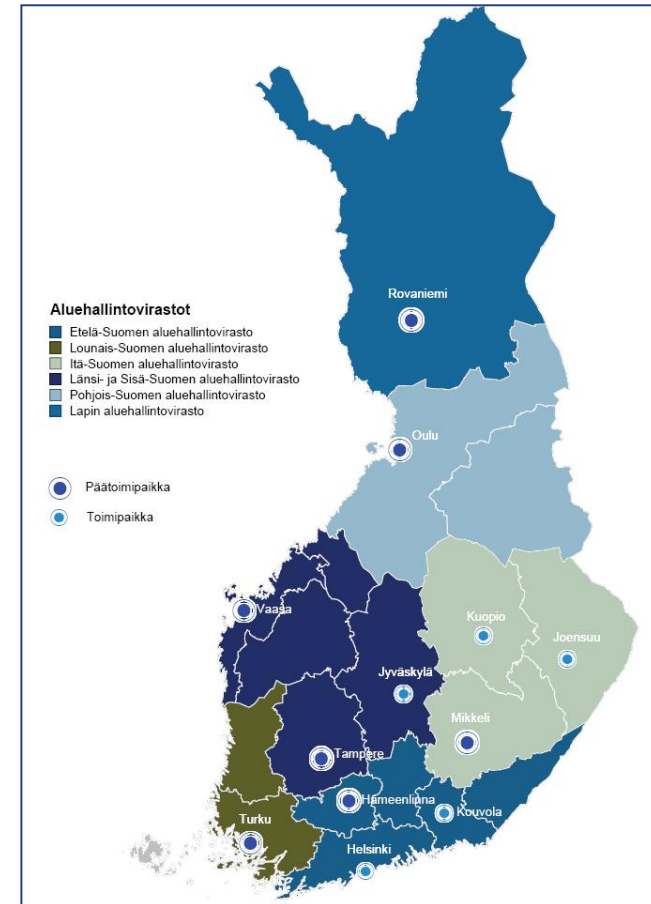 Rovaniemi
Aluehallintovirastot
Etelä-Suomen aluehallintovirasto
Lounais-Suomen aluehallintovirasto
Itä-Suomen aluehallintovirasto
Länsi- ja Sisä-Suomen aluehallintovirasto
Pohjois-Suomen aluehallintovirasto
Lapin aluehallintovirasto
Oulu
Päätoimipaikka
Toimipaikka
Vaasa
Kuopio
Joensuu
Jyväskylä
Mikkeli
Tampere
Hämeenlinna
Kouvola
Turku
Helsinki